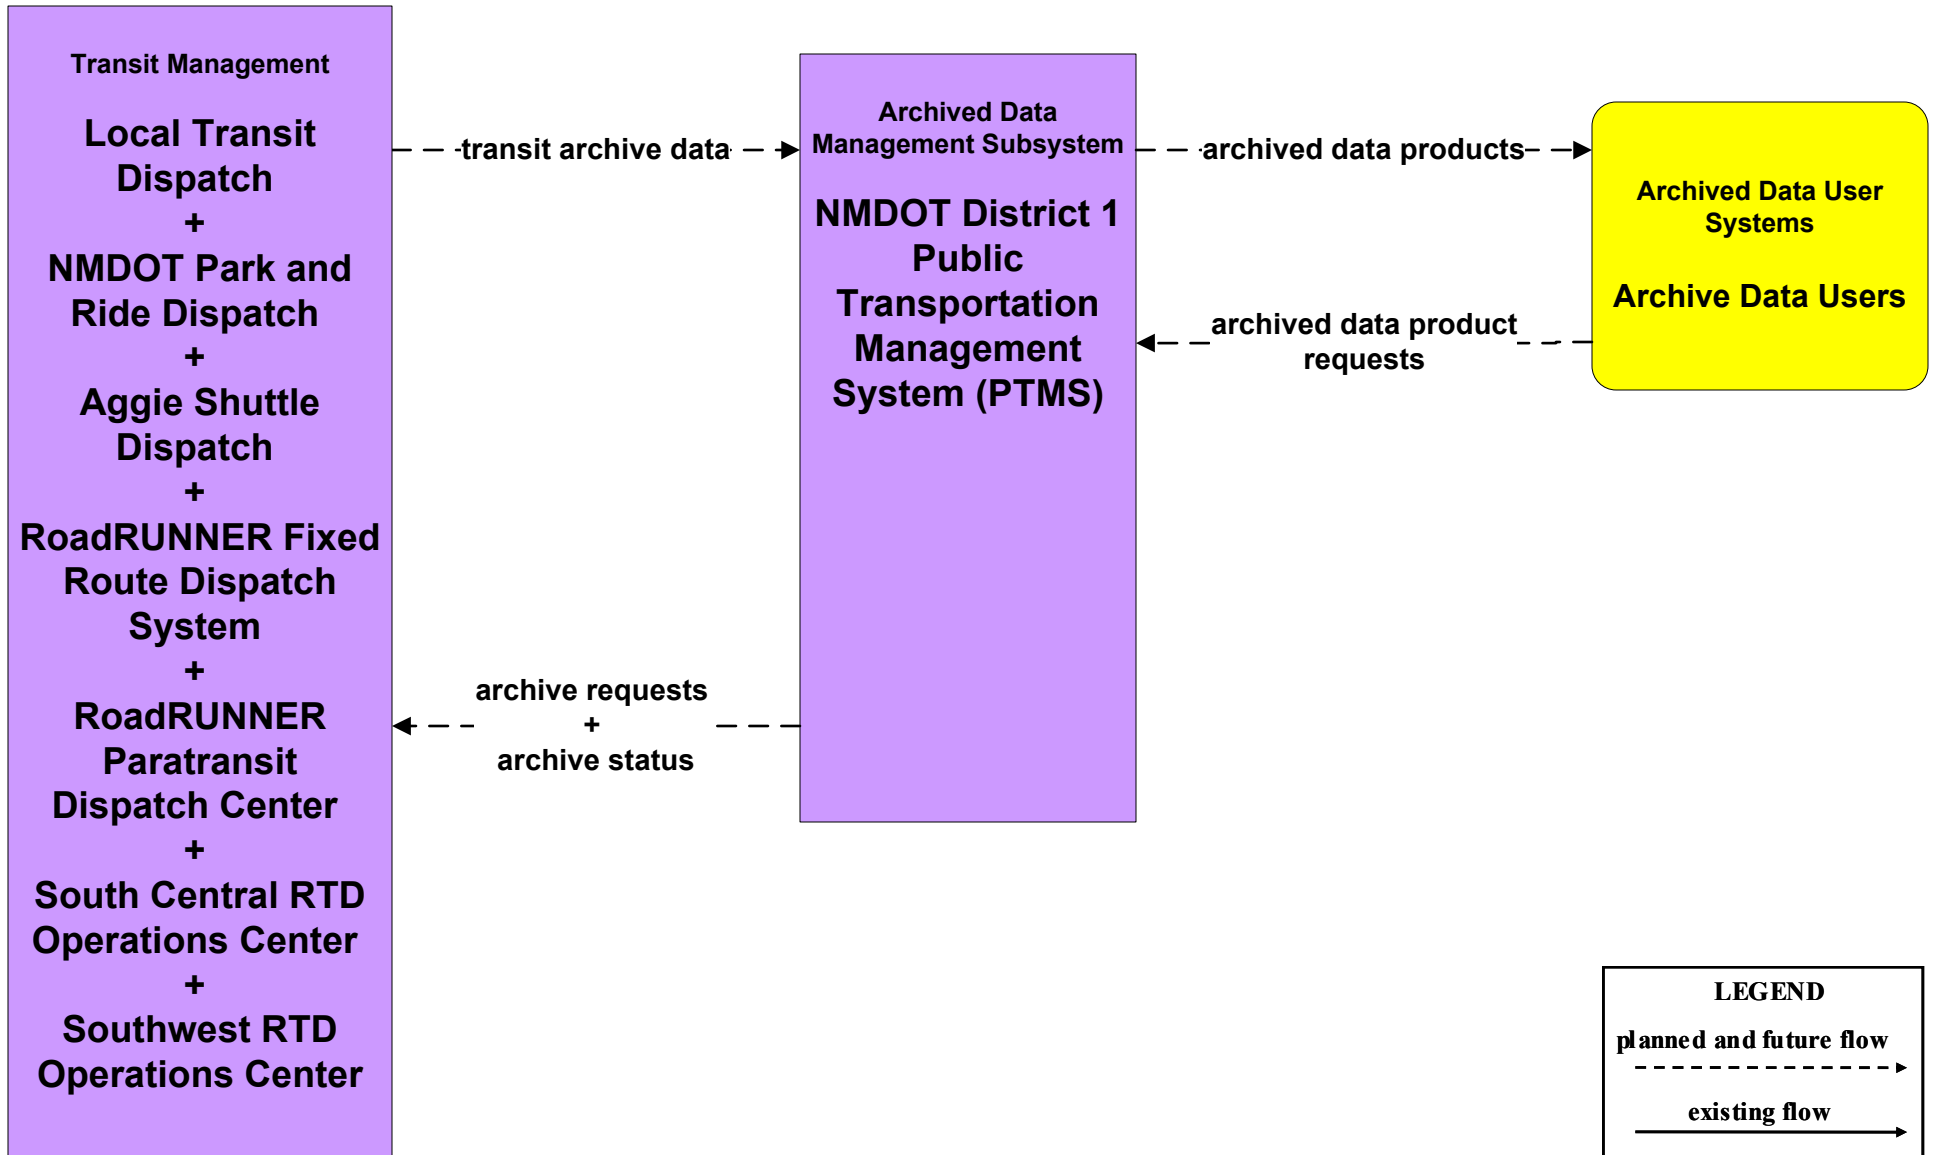 Transit Management
Local Transit
Dispatch
+
NMDOT Park and
Ride Dispatch
+
Aggie Shuttle
Dispatch
+
RoadRUNNER Fixed
Route Dispatch
System
+
RoadRUNNER
Paratransit
Dispatch Center
+
South Central RTD
Operations Center
+
Southwest RTD
Operations Center
transit archive data
archive requests
+
archive status
Archived Data
Management Subsystem
NMDOT District 1
Public
Transportation
Management
System (PTMS)
archived data products
archived data product
requests
Archived Data User
Systems
Archive Data Users
LEGEND
planned and future flow
existing flow